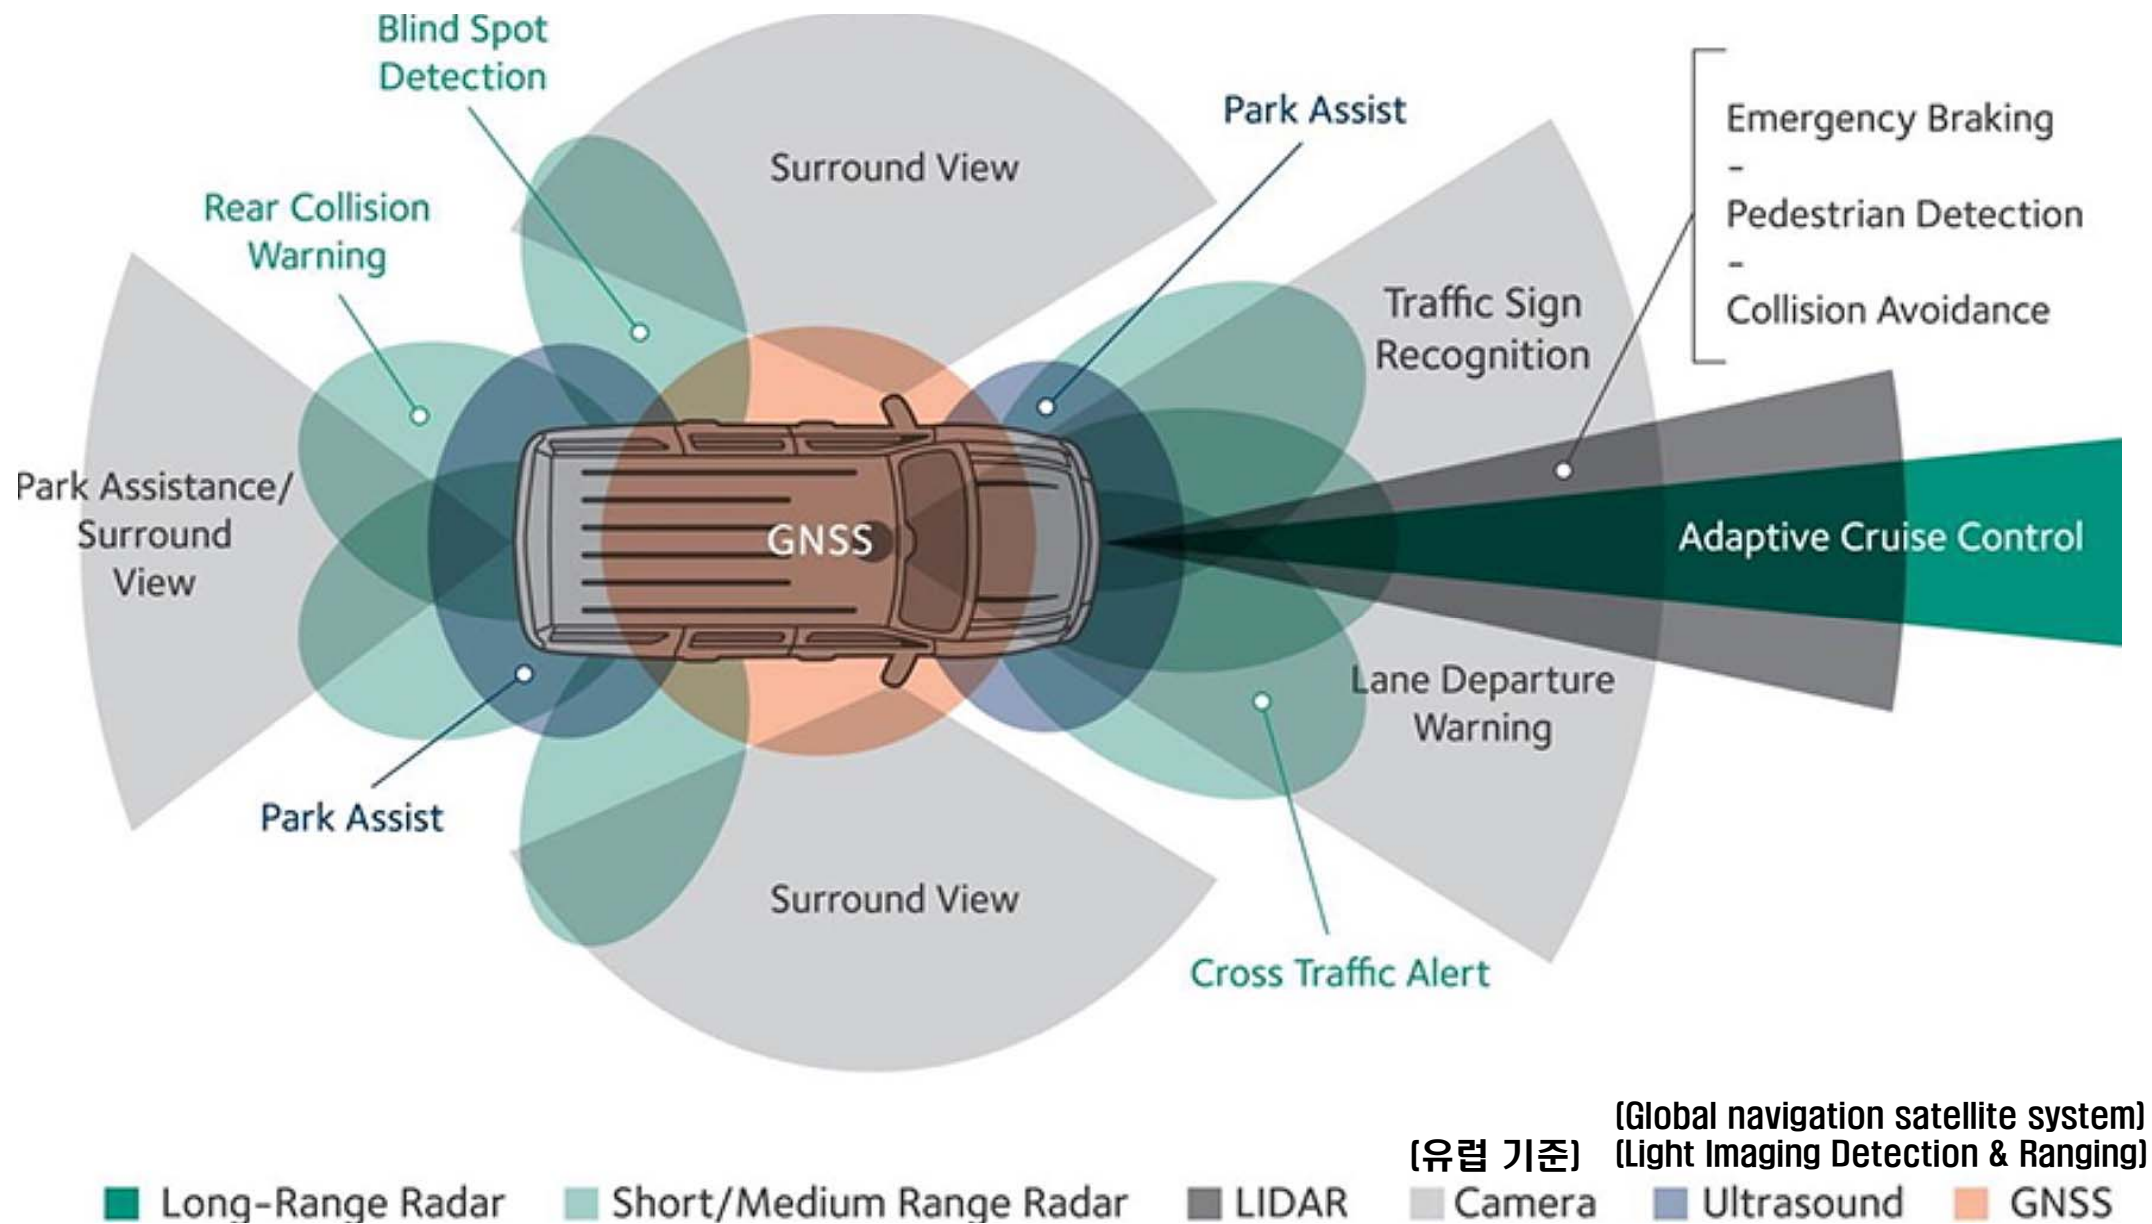 Blind Spot
Detection
Park Assist
Emergency Braking
-
Pedestrian Detection
-
Collision Avoidance
Surround View
Rear Collision
Warning
Traffic Sign
Recognition
Park Assistance/
Surround
View
GNSS
Adaptive Cruise Control
Lane Departure
Warning
Park Assist
Surround View
Cross Traffic Alert
(Global navigation satellite system)
(유럽 기준)
(Light Imaging Detection & Ranging)
Long-Range Radar
Short/Medium Range Radar
LIDAR
Camera
Ultrasound
GNSS